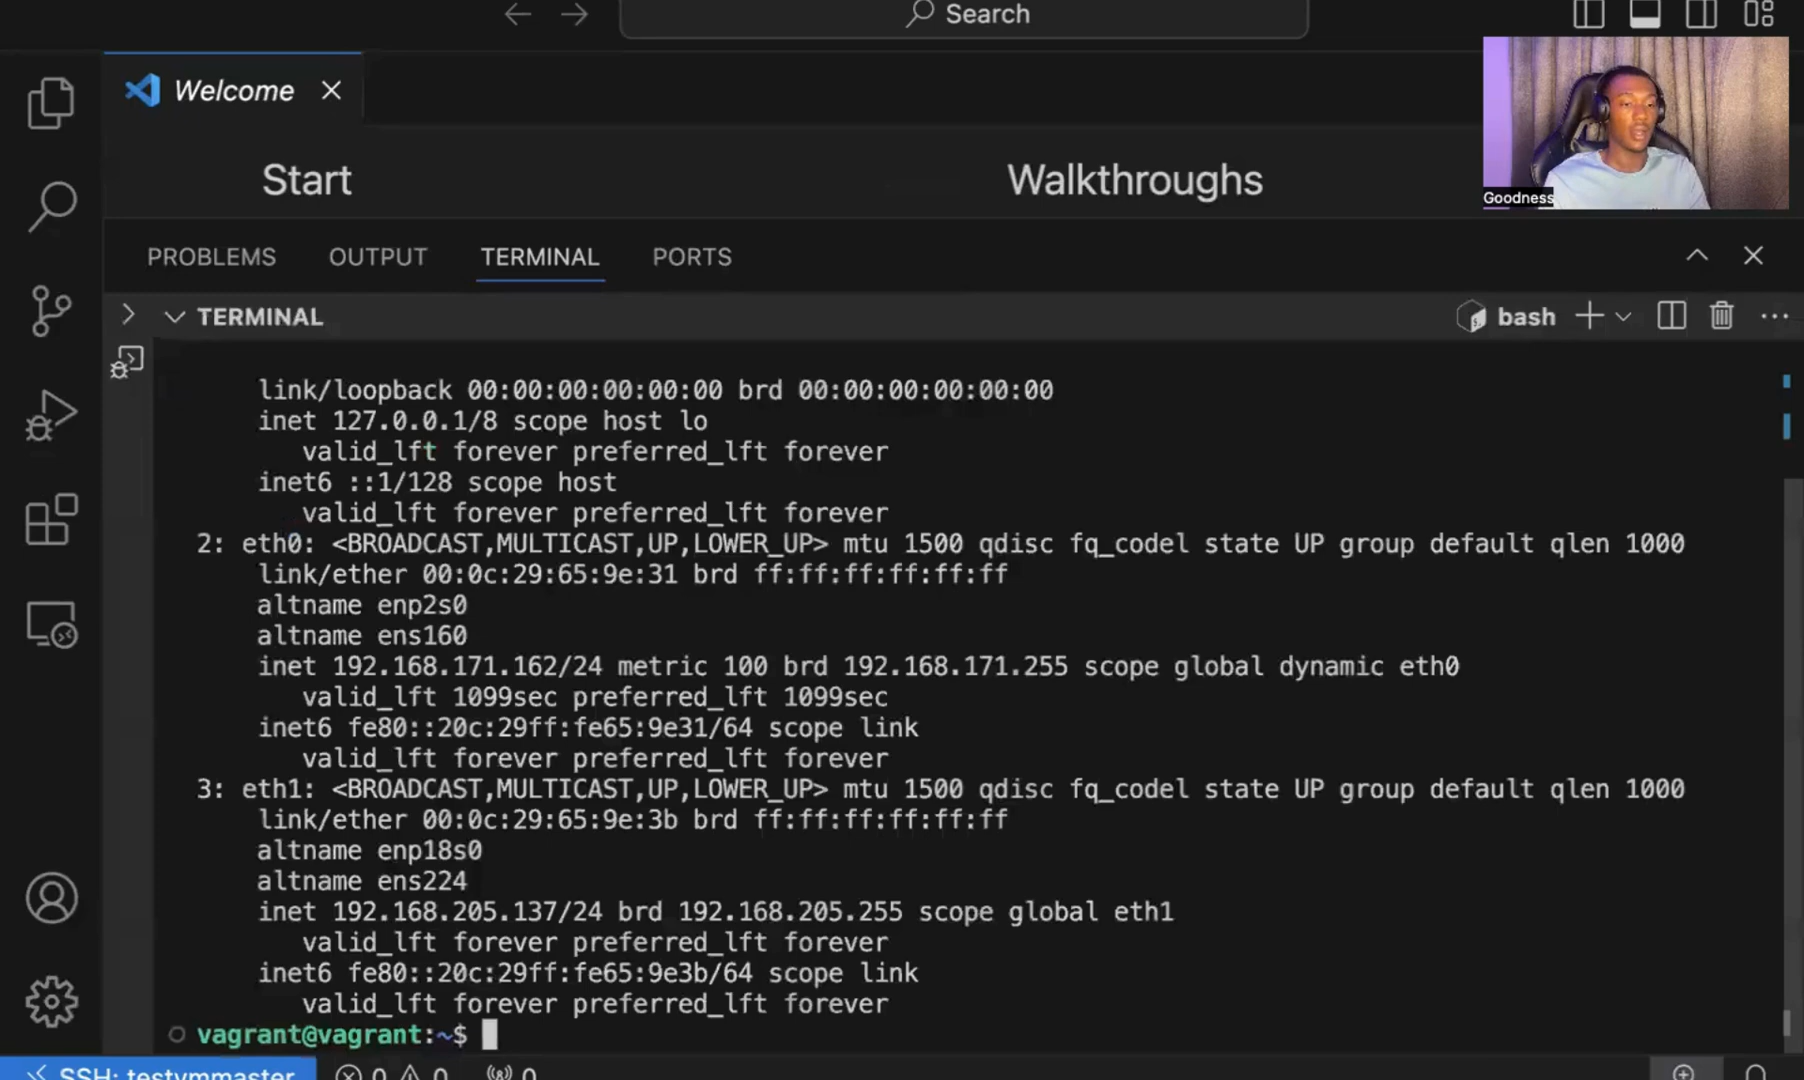 Search
Welcome
Start
Walkthroughs
Goodness
PROBLEMS OUTPUT TERMINAL PORTS
TERMINAL
bash
link/loopback 00:00:00:00:00:00 brd 00:00:00:00:00:00
inet 127.0.0.1/8 scope host lo
valid_lft forever preferred_lft forever
inet6 ::1/128 scope host
valid_lft forever preferred_lft forever
2: eth0: <BROADCAST,MULTICAST,UP,LOWER_UP> mtu 1500 qdisc fq_codel state UP group default qlen 1000
link/ether 00:0c:29:65:9e:31 brd ff:ff:ff:ff:ff:ff
altname enp2s0
altname ens160
inet 192.168.171.162/24 metric 100 brd 192.168.171.255 scope global dynamic eth0
valid_lft 1099sec preferred_lft 1099sec
inet6 fe80::20c:29ff:fe65:9e31/64 scope link
valid_lft forever preferred_lft forever
3: eth1: <BROADCAST,MULTICAST,UP,LOWER_UP> mtu 1500 qdisc fq_codel state UP group default qlen 1000
link/ether 00:0c:29:65:9e:3b brd ff:ff:ff:ff:ff:ff
altname enp18s0
altname ens224
inet 192.168.205.137/24 brd 192.168.205.255 scope global eth1
valid_lft forever preferred_lft forever
inet6 fe80::20c:29ff:fe65:9e3b/64 scope link
valid_lft forever preferred_lft forever
vagrant@vagrant:~$
SSH: testvmmaster 0 0 0